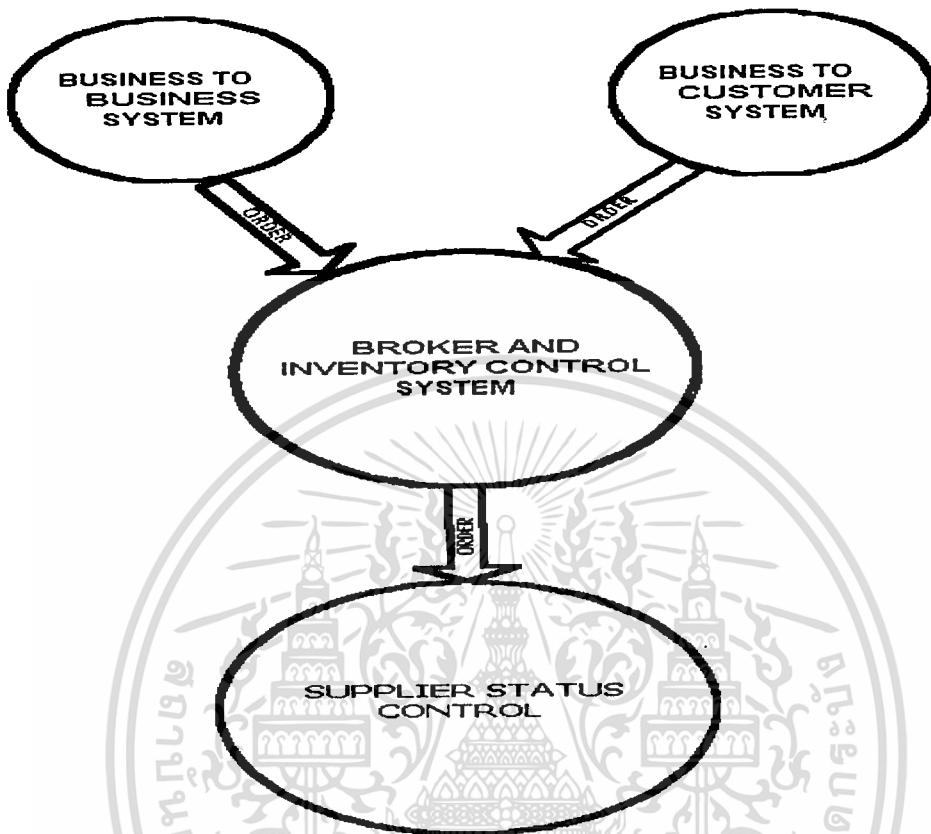 BUSINESS TO
BUSINESS
SYSTEM
BUSINESS TO
CUSTOMER
SYSTEM
ORDER
ORDER
BROKER AND
INVENTORY CONTROL
SYSTEM
ORDER
SUPPLIER STATUS
CONTROL